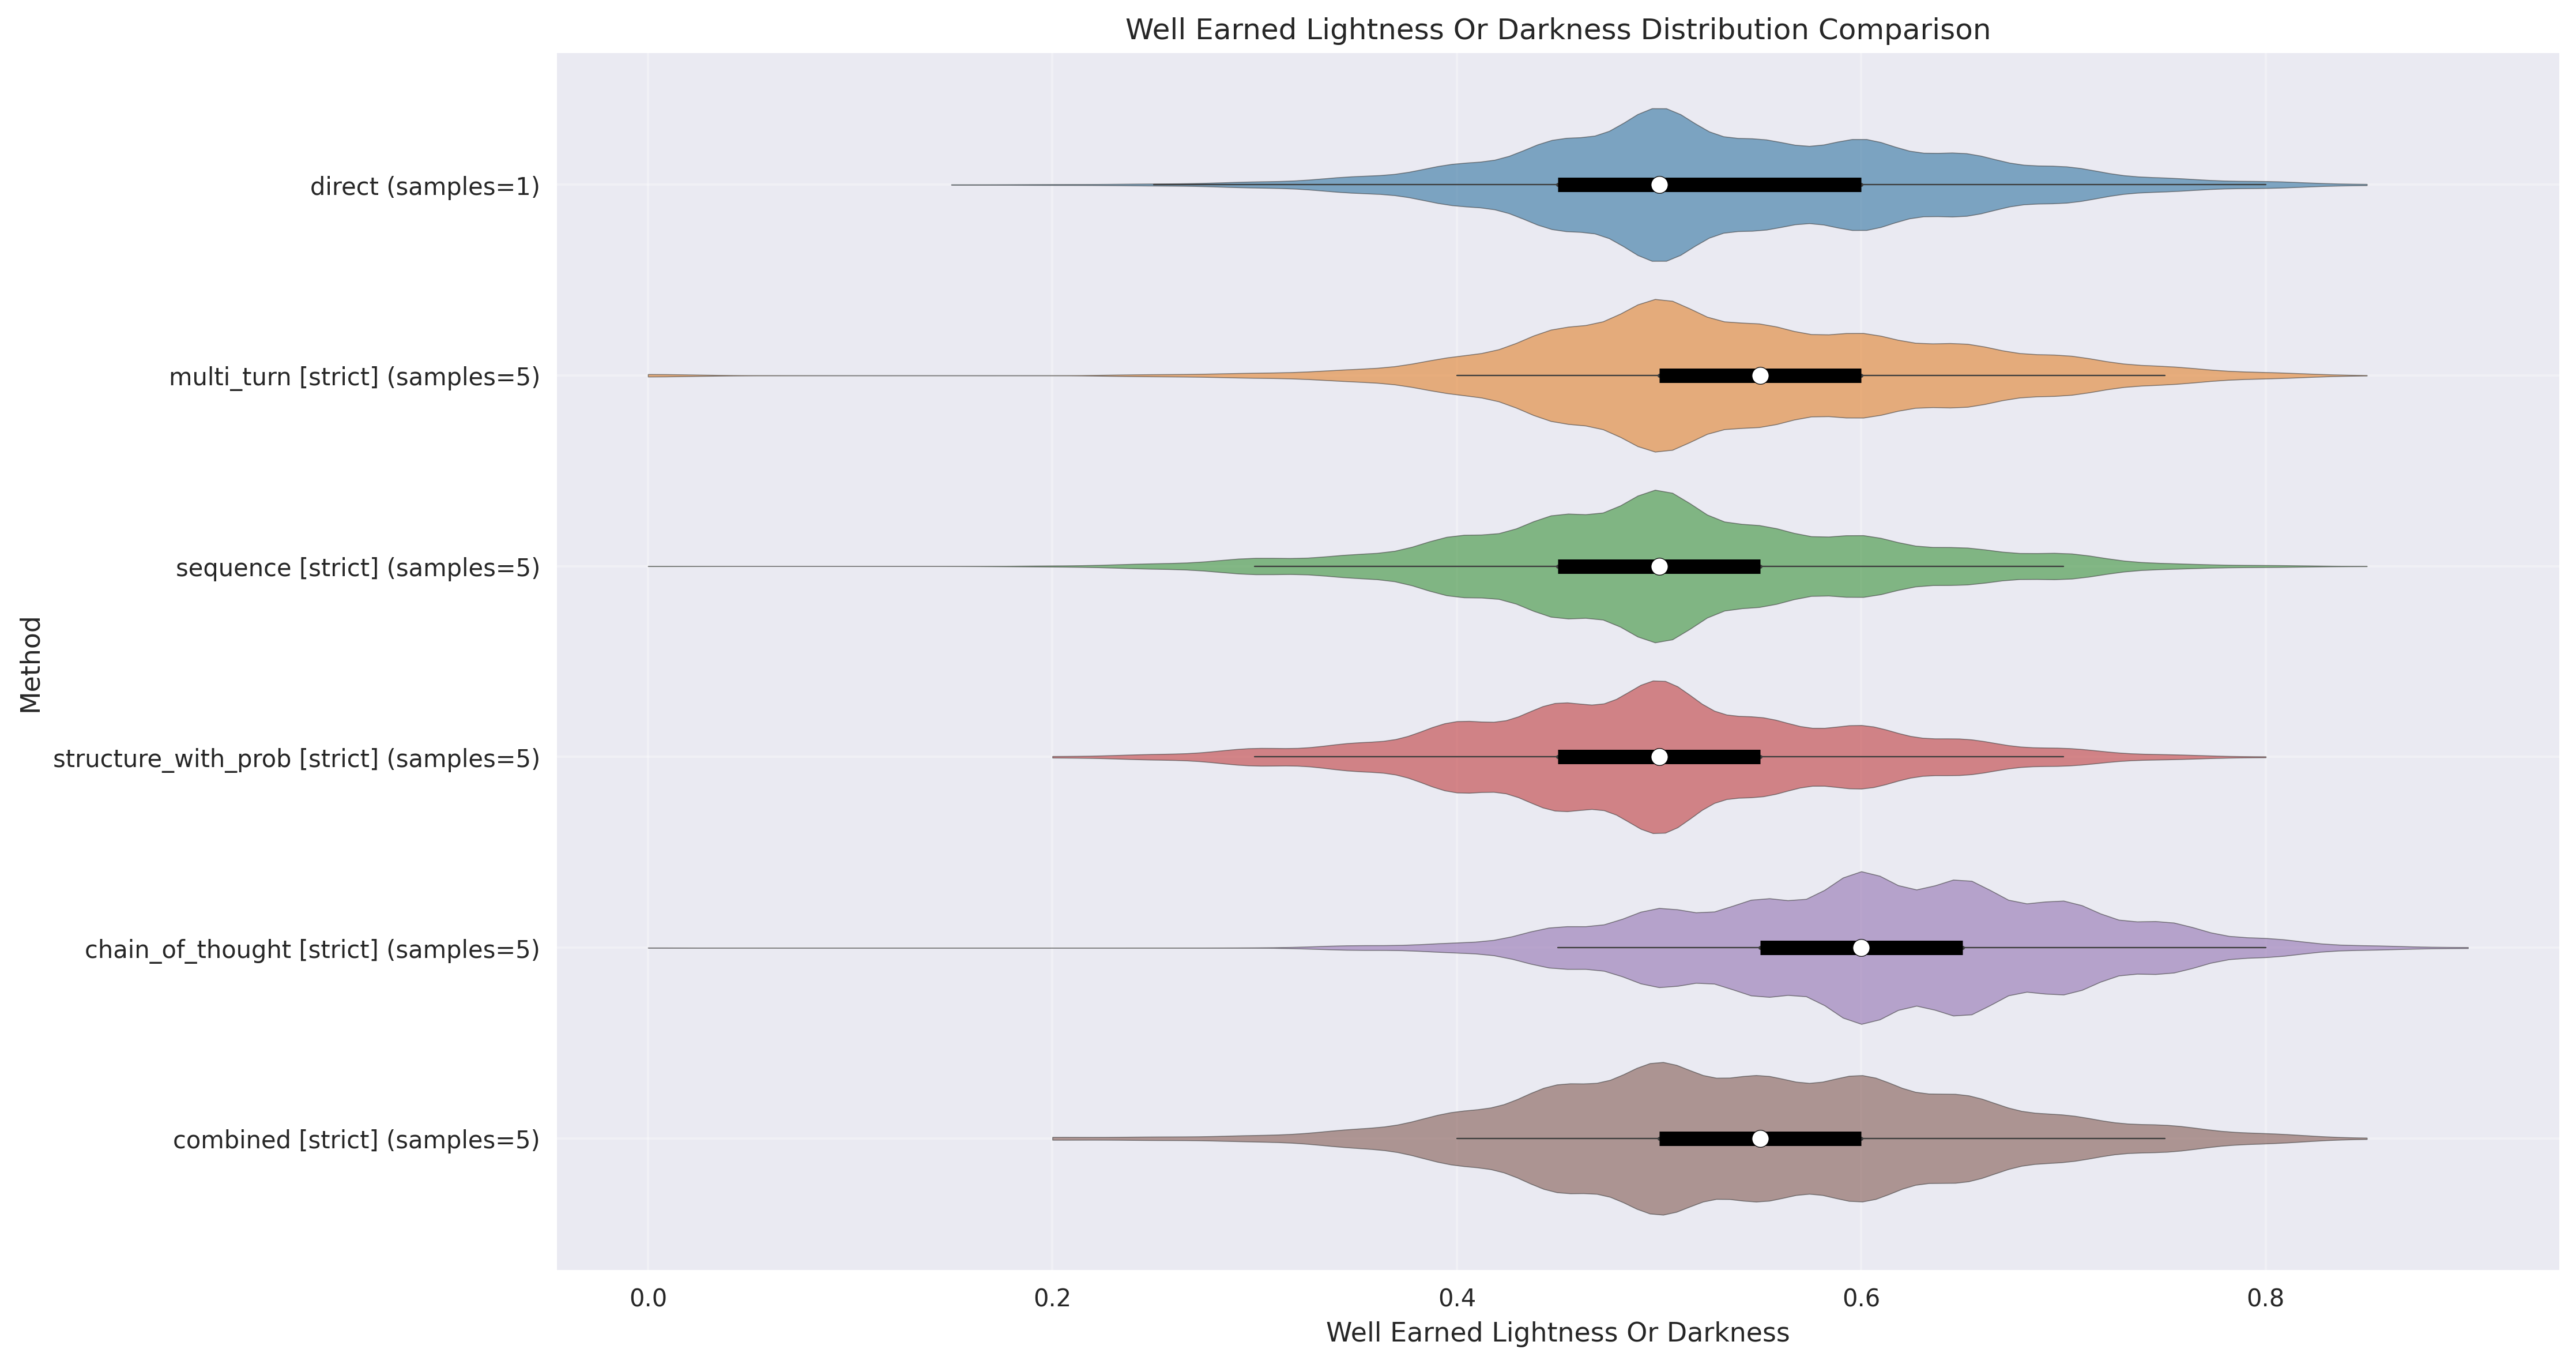 Well Earned Lightness Or Darkness Distribution Comparison
Method
direct (samples=1)
multi_turn [strict] (samples=5)
sequence [strict] (samples=5)
structure_with_prob [strict] (samples=5)
chain_of_thought [strict] (samples=5)
combined [strict] (samples=5)
0.0 0.2 0.4 0.6 0.8
Well Earned Lightness Or Darkness